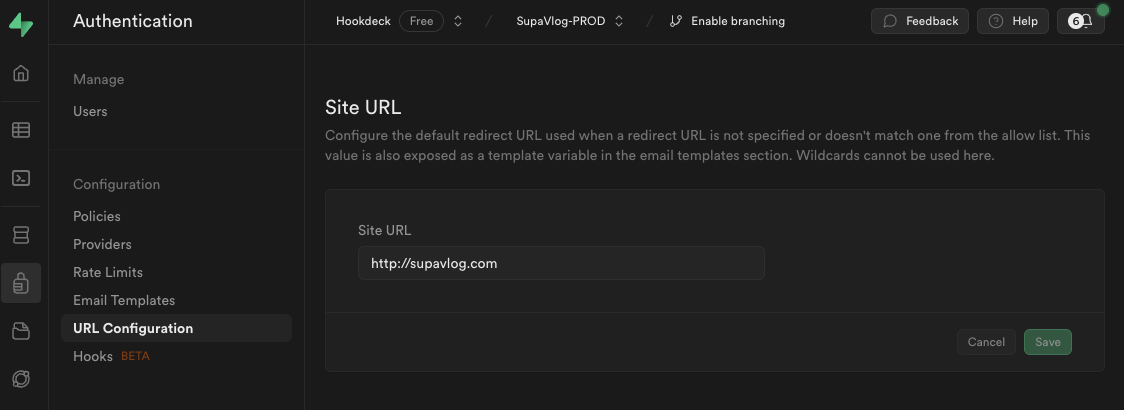 Authentication
Hookdeck Free / SupaVlog-PROD / Enable branching
Feedback
Help
6
Manage
Users
Configuration
Policies
Providers
Rate Limits
Email Templates
URL Configuration
Hooks BETA
Site URL
Configure the default redirect URL used when a redirect URL is not specified or doesn't match one from the allow list. This
value is also exposed as a template variable in the email templates section. Wildcards cannot be used here.
Site URL
http://supavlog.com
Cancel
Save